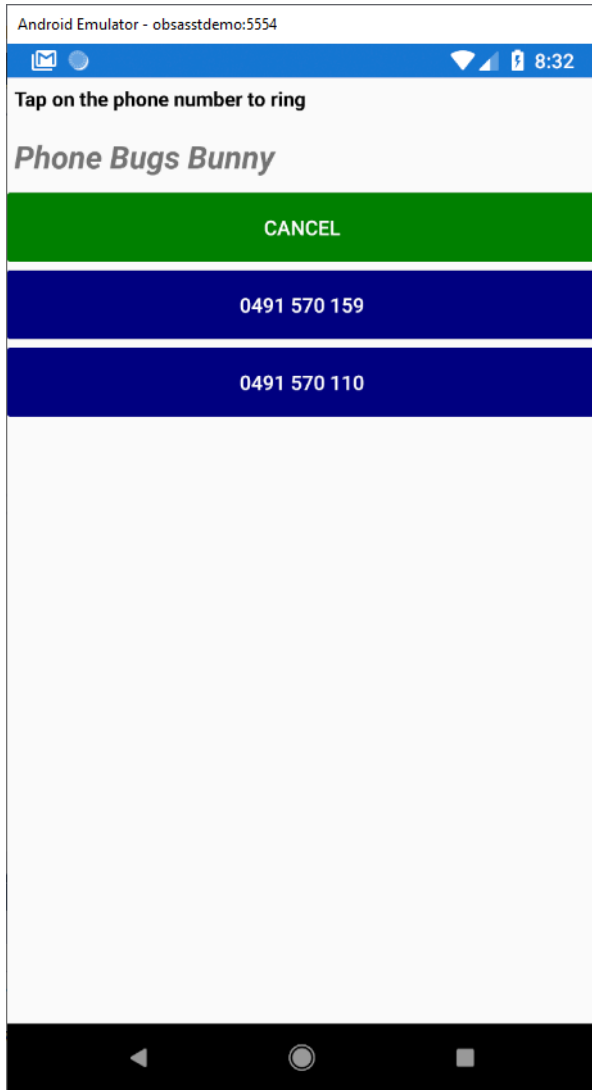 Android Emulator - obsasstdemo:5554
8:32
Tap on the phone number to ring
Phone Bugs Bunny
CANCEL
0491 570 159
0491 570 110